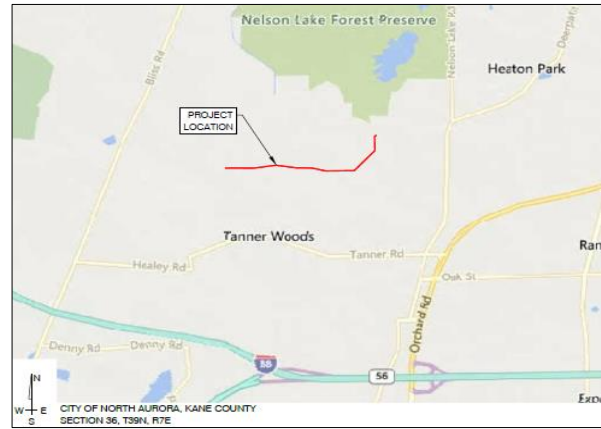 Nelson Lake Forest Preserve
Bliss Rd
Nelson Lake Rd
Deerpat
Heaton Park
PROJECT
LOCATION
Tanner Woods
Healey Rd
Tanner Rd
Oak St
Ran
Orchard Rd
Denny Rd
Denny Rd
88
56
Expo
N
W E
S
CITY OF NORTH AURORA, KANE COUNTY
SECTION 36, T39N, R7E